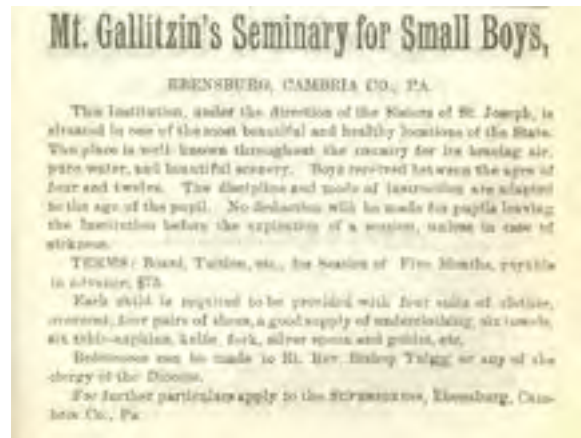 Mt. Gallitzin's Seminary for Small Boys,
EBENSBURG, CAMBRIA CO., PA.
This Institution, under the direction of the Sisters of St. Joseph, is
situated in one of the most beautiful and healthy locations of the State.
The place is well known throughout the country for its bracing air,
pure water, and beautiful scenery. Boys received between the ages of
four and twelve. The discipline and mode of instruction are adapted
to the age of the pupil. No deduction will be made for pupils leaving
the Institution before the expiration of a session, unless in case of
sickness.
TERMS: Board, Tuition, etc., for Session of Five Months, payable
in advance, $75.
Each child is required to be provided with four suits of clothes,
overcoat, four pairs of shoes, a good supply of underclothing, six towels,
six table-napkins, knife, fork, silver spoon and goblet, etc.
References can be made to Rt. Rev. Bishop Tuigg or any of the
clergy of the Diocese.
For further particulars apply to the SUPERIORESS, Ebensburg, Cam-
bria Co., Pa.